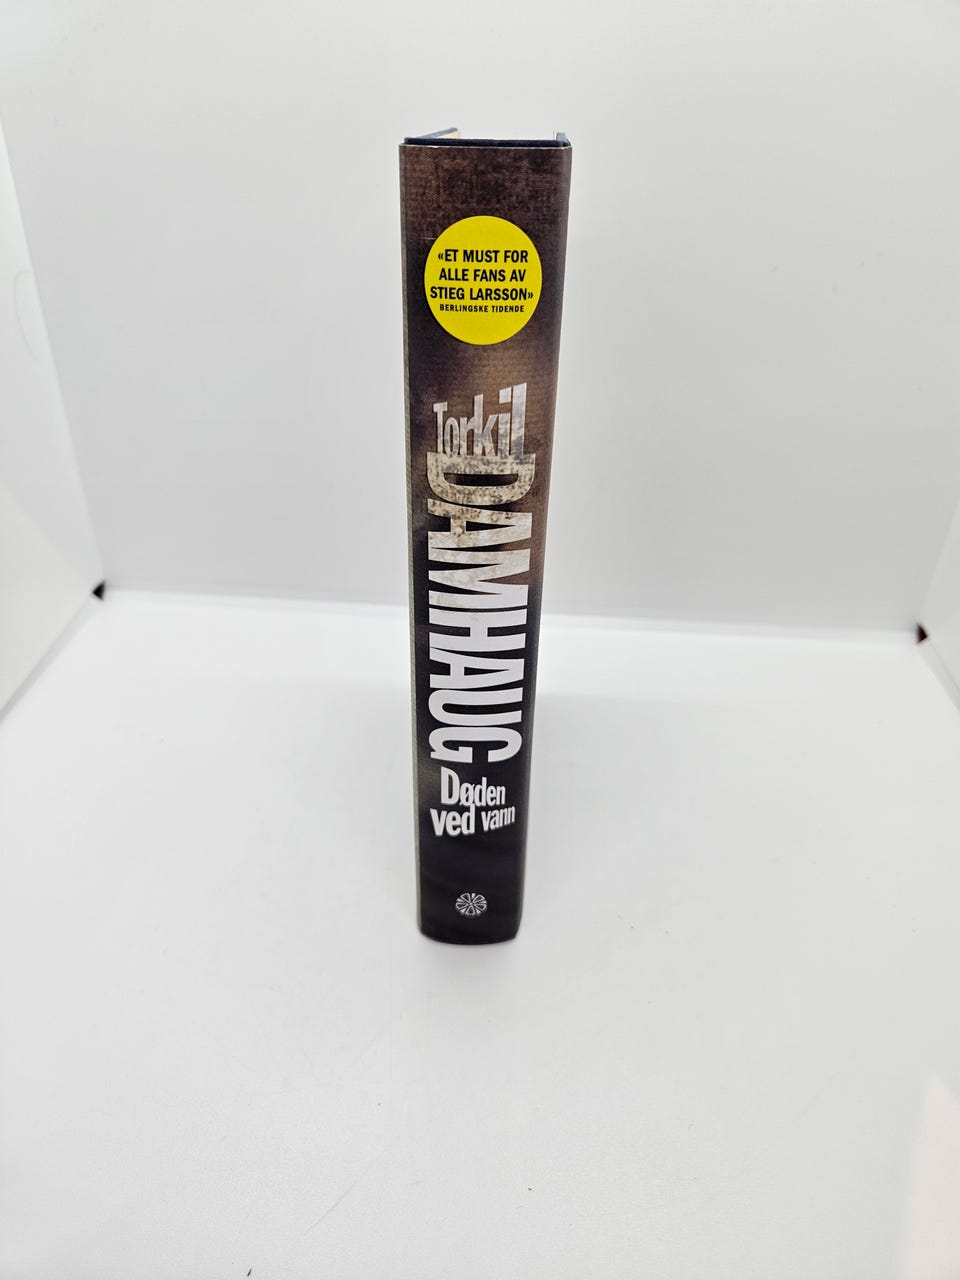 «ET MUST FOR
ALLE FANS AV
STIEG LARSSON»
BERLINGSKE TIDENDE
Torkil
DAMHAUG
Døden
ved vann